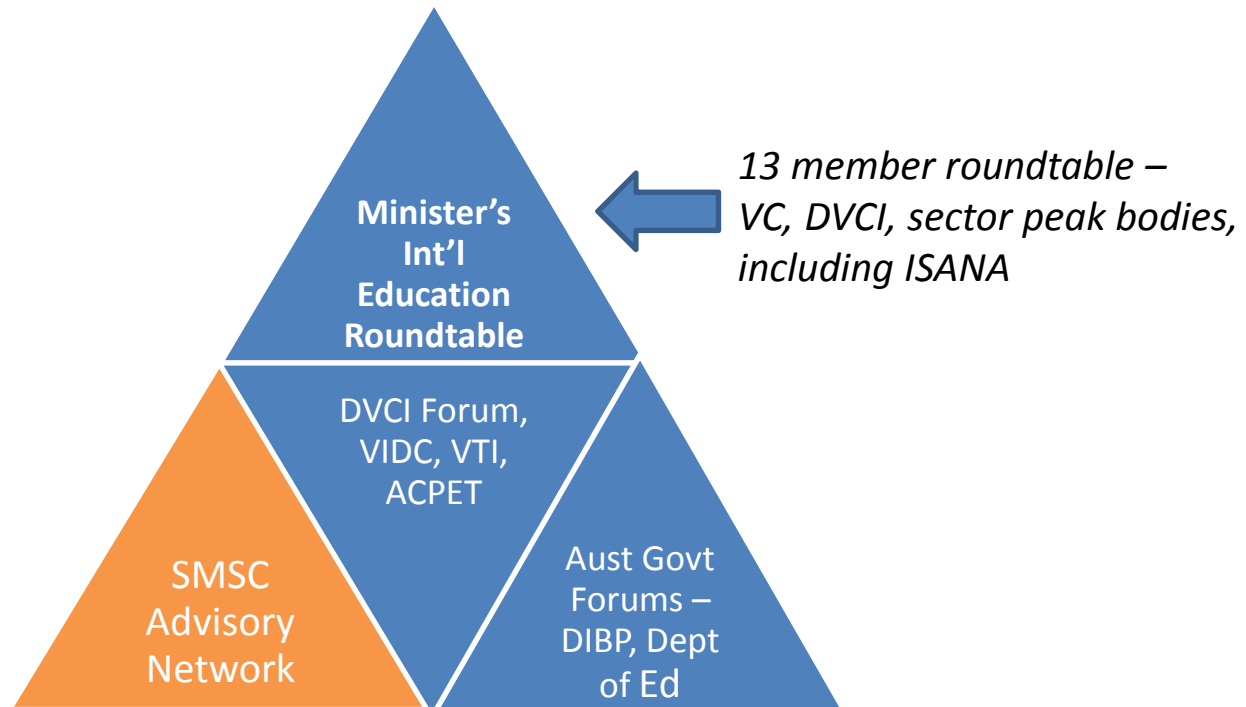 Minister’s
Int’l
Education
Roundtable
13 member roundtable –
VC, DVCI, sector peak bodies,
including ISANA
DVCI Forum,
VIDC, VTI,
ACPET
SMSC
Advisory
Network
Aust Govt
Forums –
DIBP, Dept
of Ed